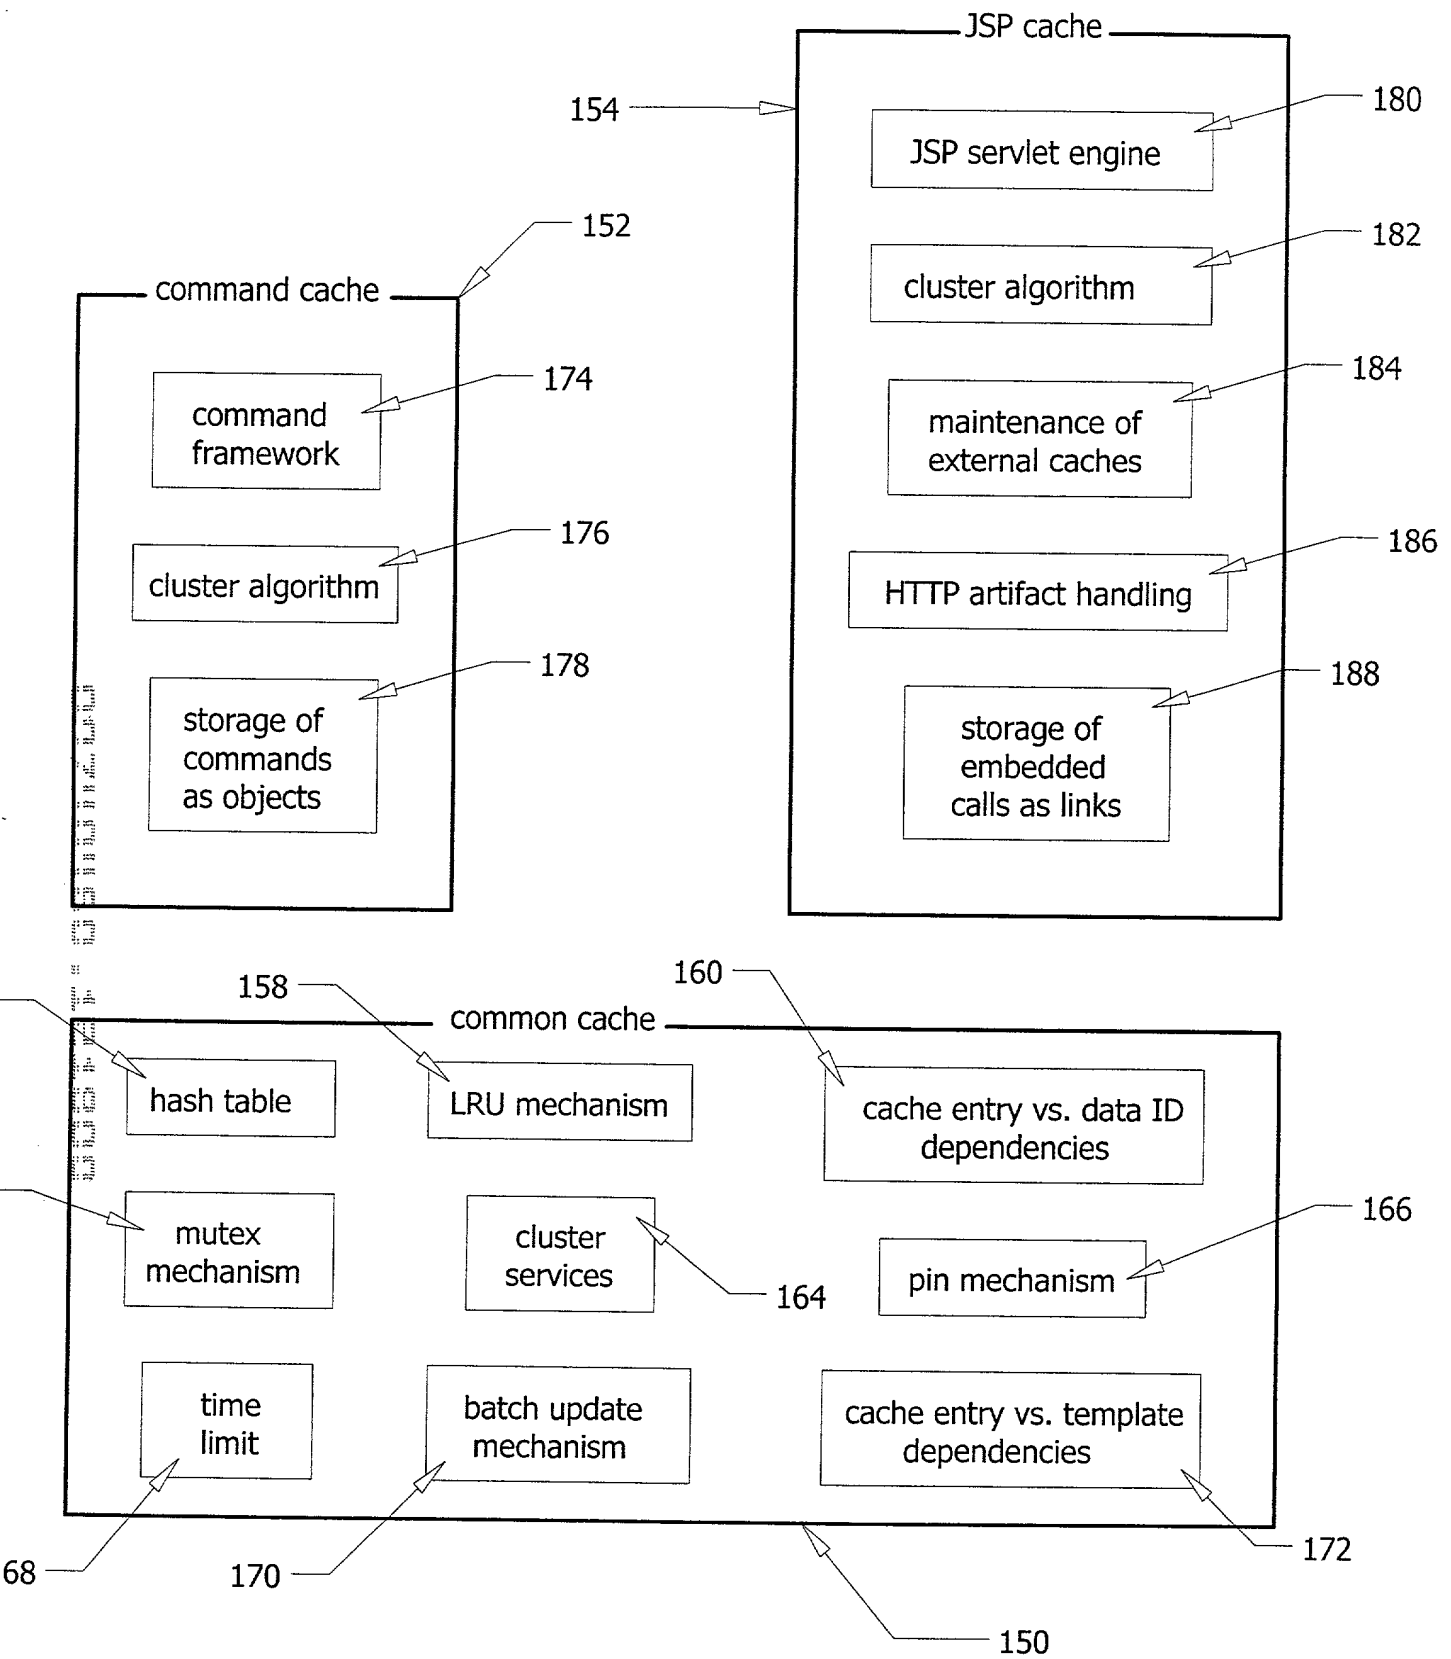 JSP cache
154
180
JSP servlet engine
182
cluster algorithm
184
maintenance of
external caches
186
HTTP artifact handling
188
storage of
embedded
calls as links
152
command cache
174
command
framework
176
cluster algorithm
178
storage of
commands
as objects
158
160
common cache
hash table
LRU mechanism
cache entry vs. data ID
dependencies
mutex
mechanism
cluster
services
164
166
pin mechanism
time
limit
batch update
mechanism
cache entry vs. template
dependencies
68
170
172
150